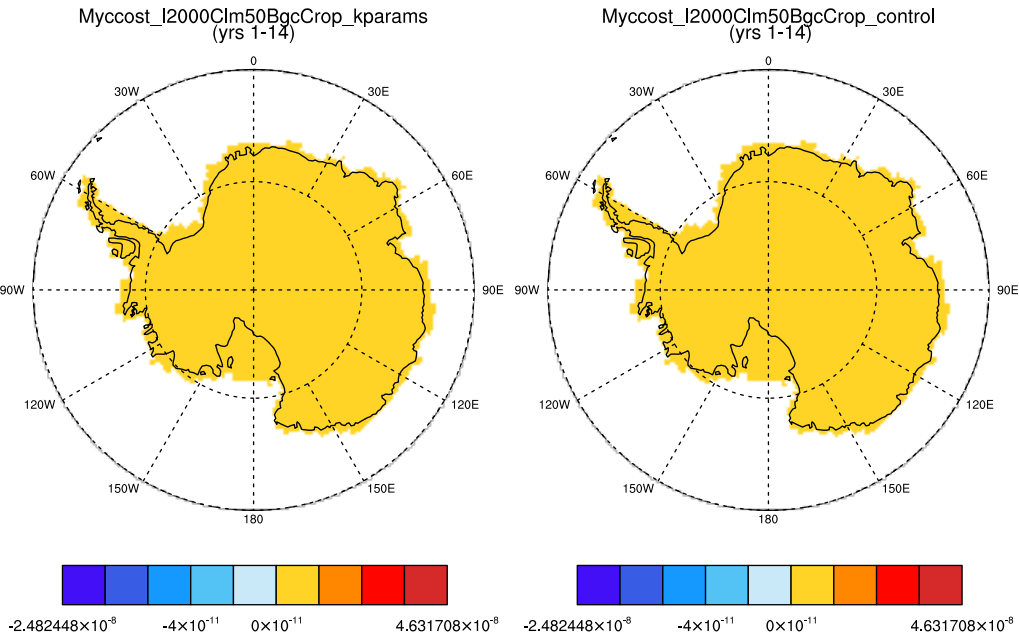 Myccost_I2000Clm50BgcCrop_kparams
(yrs 1-14)
0
30W 30E
60W 60E
90W 90E
120W 120E
150W 150E
180
-2.482448×10⁻⁸ -4×10⁻¹¹ 0×10⁻¹¹ 4.631708×10⁻⁸
Myccost_I2000Clm50BgcCrop_control
(yrs 1-14)
0
30W 30E
60W 60E
90W 90E
120W 120E
150W 150E
180
-2.482448×10⁻⁸ -4×10⁻¹¹ 0×10⁻¹¹ 4.631708×10⁻⁸